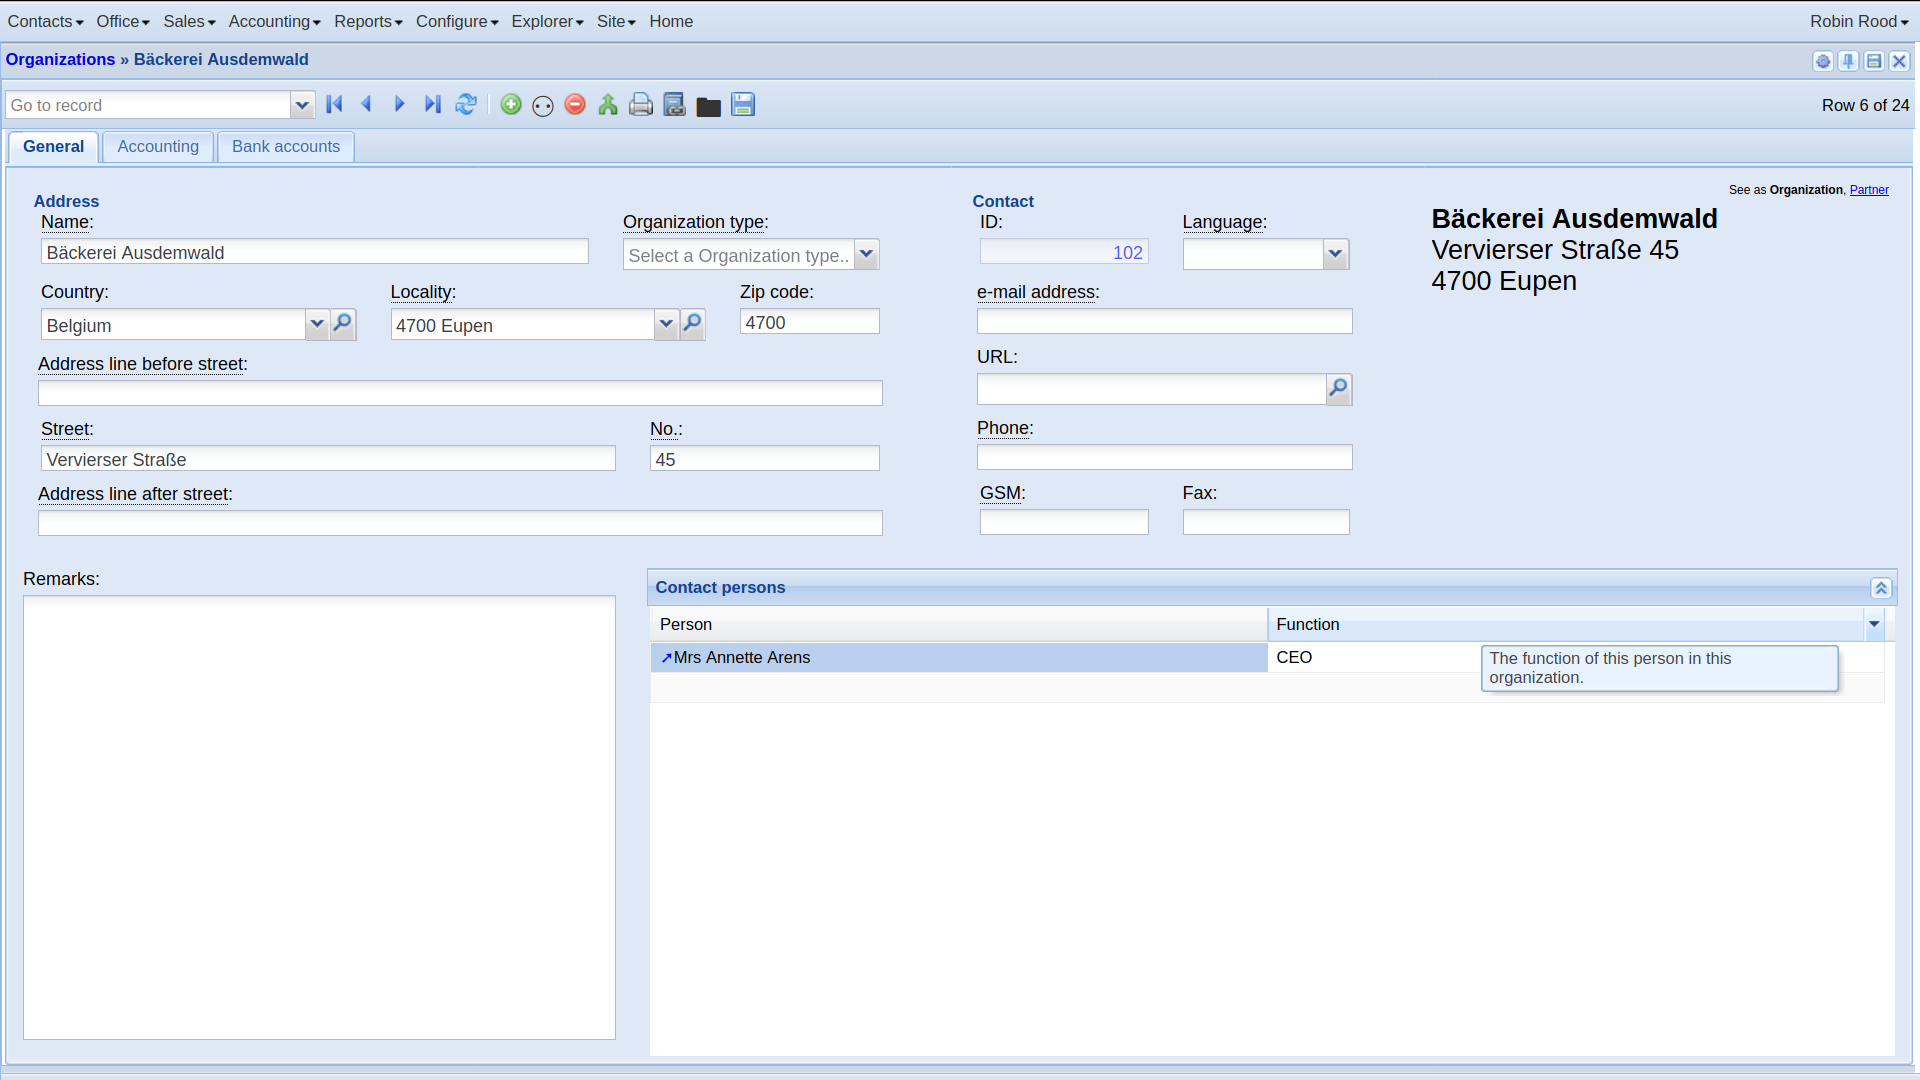 Contacts Office Sales Accounting Reports Configure Explorer Site Home Robin Rood
Organizations » Bäckerei Ausdemwald
Go to record Row 6 of 24
General Accounting Bank accounts
See as Organization, Partner
Address Contact
Name: Organization type: ID: Language:
Bäckerei Ausdemwald Select a Organization type.. 102
Bäckerei Ausdemwald
Vervierser Straße 45
4700 Eupen
Country: Locality: Zip code: e-mail address:
Belgium 4700 Eupen 4700
Address line before street: URL:
Street: No.: Phone:
Vervierser Straße 45
Address line after street: GSM: Fax:
Remarks: Contact persons
Person Function
Mrs Annette Arens CEO
The function of this person in this
organization.